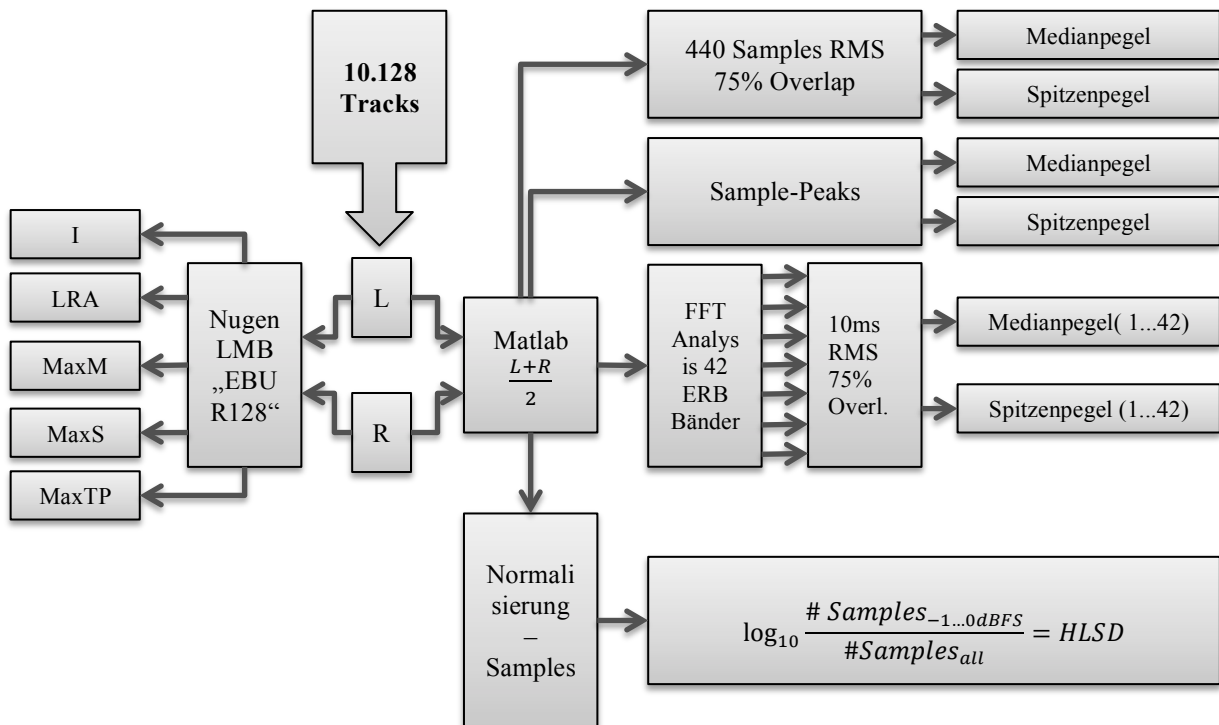 10.128
Tracks
440 Samples RMS
75% Overlap
Medianpegel
Spitzenpegel
Sample-Peaks
Medianpegel
Spitzenpegel
I
LRA
MaxM
MaxS
MaxTP
Nugen
LMB
„EBU
R128“
L
R
Matlab
L+R
2
FFT
Analys
is 42
ERB
Bänder
10ms
RMS
75%
Overl.
Medianpegel( 1...42)
Spitzenpegel (1...42)
Normali
sierung
–
Samples
log₁₀ # Samples₋₁...₀dBFS / #Samples_all = HLSD